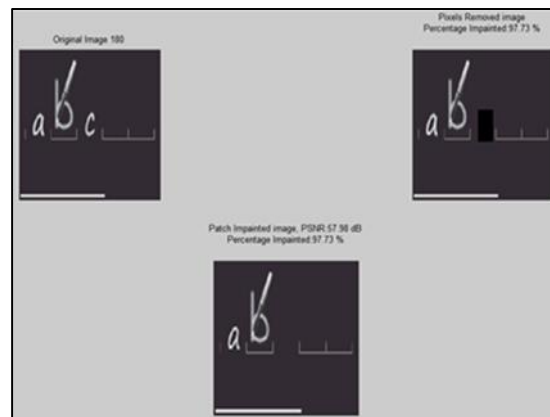 Original Image 180
a b c
Pixels Removed image
Percentage Impainted:97.73 %
a b
Patch Impainted image, PSNR:57.98 dB
Percentage Impainted:97.73 %
a b